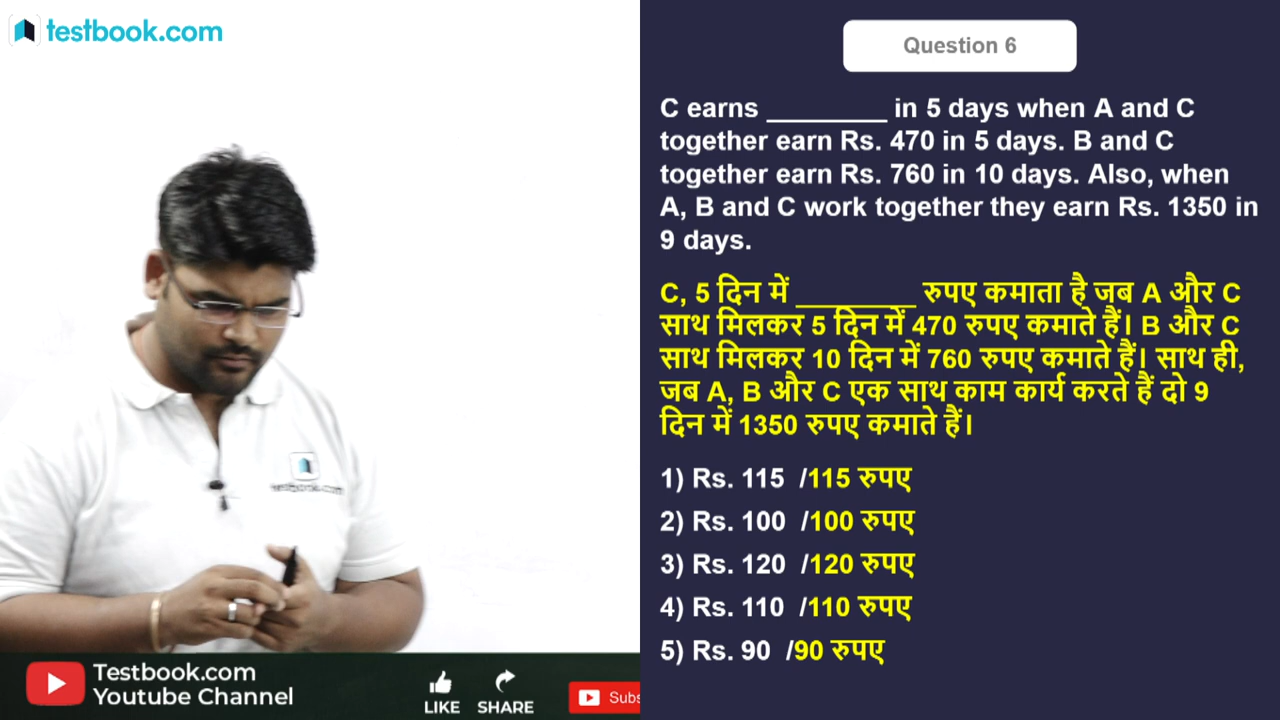 testbook.com
Question 6
C earns ________ in 5 days when A and C
together earn Rs. 470 in 5 days. B and C
together earn Rs. 760 in 10 days. Also, when
A, B and C work together they earn Rs. 1350 in
9 days.
C, 5 दिन में ________ रुपए कमाता है जब A और C
साथ मिलकर 5 दिन में 470 रुपए कमाते हैं। B और C
साथ मिलकर 10 दिन में 760 रुपए कमाते हैं। साथ ही,
जब A, B और C एक साथ काम कार्य करते हैं दो 9
दिन में 1350 रुपए कमाते हैं।
1) Rs. 115 /115 रुपए
2) Rs. 100 /100 रुपए
3) Rs. 120 /120 रुपए
4) Rs. 110 /110 रुपए
5) Rs. 90 /90 रुपए
testbook.com
Testbook.com
Youtube Channel
LIKE SHARE
Subs